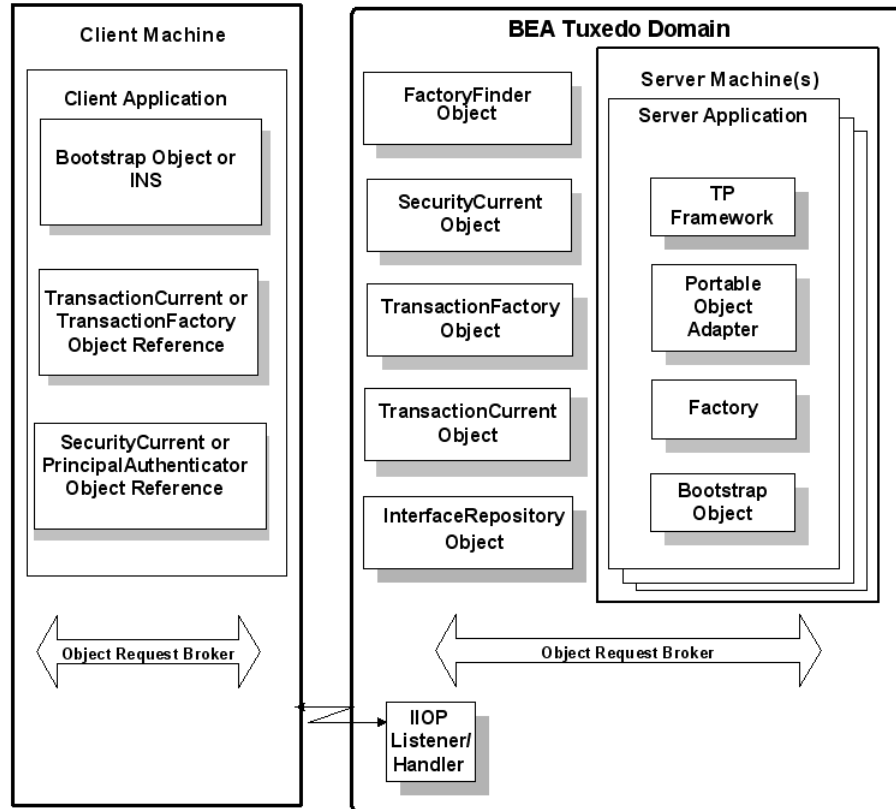 Client Machine
Client Application
Bootstrap Object or
INS
TransactionCurrent or
TransactionFactory
Object Reference
SecurityCurrent or
PrincipalAuthenticator
Object Reference
Object Request Broker
BEA Tuxedo Domain
FactoryFinder
Object
SecurityCurrent
Object
TransactionFactory
Object
TransactionCurrent
Object
InterfaceRepository
Object
Server Machine(s)
Server Application
TP
Framework
Portable
Object
Adapter
Factory
Bootstrap
Object
Object Request Broker
IIOP
Listener/
Handler